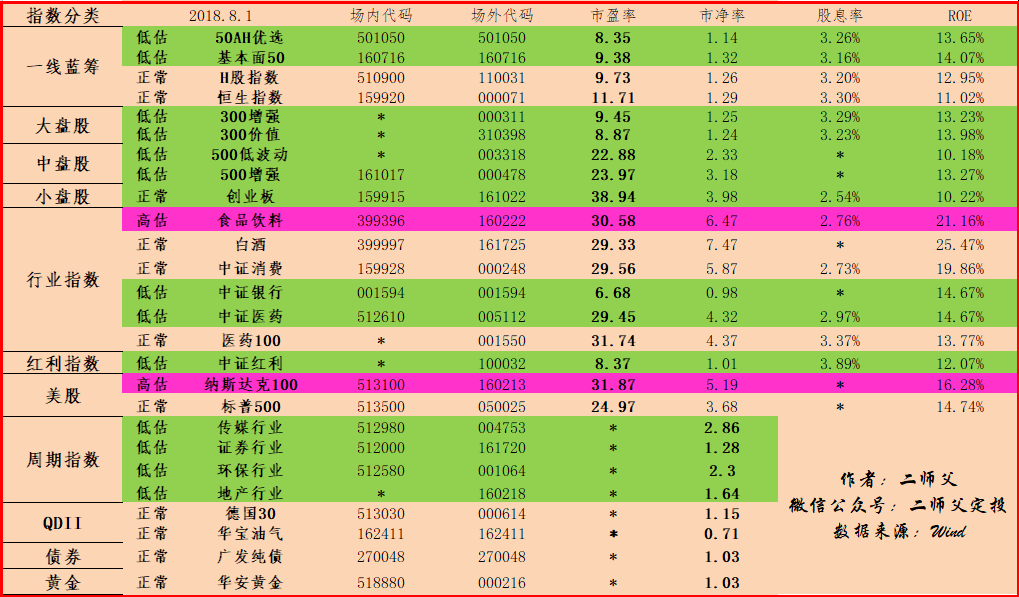 指数分类 2018.8.1 场内代码 场外代码 市盈率 市净率 股息率 ROE
一线蓝筹 低估 50AH优选 501050 501050 8.35 1.14 3.26% 13.65%
低估 基本面50 160716 160716 9.38 1.32 3.16% 14.07%
正常 H股指数 510900 110031 9.73 1.26 3.20% 12.95%
正常 恒生指数 159920 000071 11.71 1.29 3.30% 11.02%
大盘股 低估 300增强 * 000311 9.45 1.25 3.29% 13.23%
低估 300价值 * 310398 8.87 1.24 3.23% 13.98%
中盘股 低估 500低波动 * 003318 22.88 2.33 * 10.18%
低估 500增强 161017 000478 23.97 3.18 * 13.27%
小盘股 正常 创业板 159915 161022 38.94 3.98 2.54% 10.22%
行业指数 高估 食品饮料 399396 160222 30.58 6.47 2.76% 21.16%
正常 白酒 399997 161725 29.33 7.47 * 25.47%
正常 中证消费 159928 000248 29.56 5.87 2.73% 19.86%
低估 中证银行 001594 001594 6.68 0.98 * 14.67%
低估 中证医药 512610 005112 29.45 4.32 2.97% 14.67%
正常 医药100 * 001550 31.74 4.37 3.37% 13.77%
红利指数 低估 中证红利 * 100032 8.37 1.01 3.89% 12.07%
美股 高估 纳斯达克100 513100 160213 31.87 5.19 * 16.28%
正常 标普500 513500 050025 24.97 3.68 * 14.74%
周期指数 低估 传媒行业 512980 004753 * 2.86
低估 证券行业 512000 161720 * 1.28
低估 环保行业 512580 001064 * 2.3
低估 地产行业 * 160218 * 1.64
QDII 正常 德国30 513030 000614 * 1.15
正常 华宝油气 162411 162411 * 0.71
债券 正常 广发纯债 270048 270048 * 1.03
黄金 正常 华安黄金 518880 000216 * 1.03
作者：二师父
微信公众号：二师父定投
数据来源：Wind